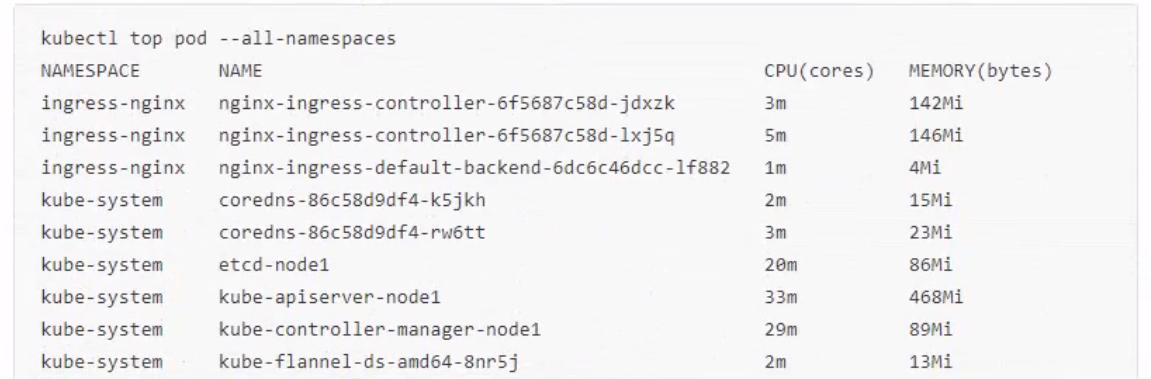 kubectl top pod --all-namespaces
NAMESPACE NAME CPU(cores) MEMORY(bytes)
ingress-nginx nginx-ingress-controller-6f5687c58d-jdxzk 3m 142Mi
ingress-nginx nginx-ingress-controller-6f5687c58d-lxj5q 5m 146Mi
ingress-nginx nginx-ingress-default-backend-6dc6c46dcc-lf882 1m 4Mi
kube-system coredns-86c58d9df4-k5jkh 2m 15Mi
kube-system coredns-86c58d9df4-rw6tt 3m 23Mi
kube-system etcd-node1 20m 86Mi
kube-system kube-apiserver-node1 33m 468Mi
kube-system kube-controller-manager-node1 29m 89Mi
kube-system kube-flannel-ds-amd64-8nr5j 2m 13Mi